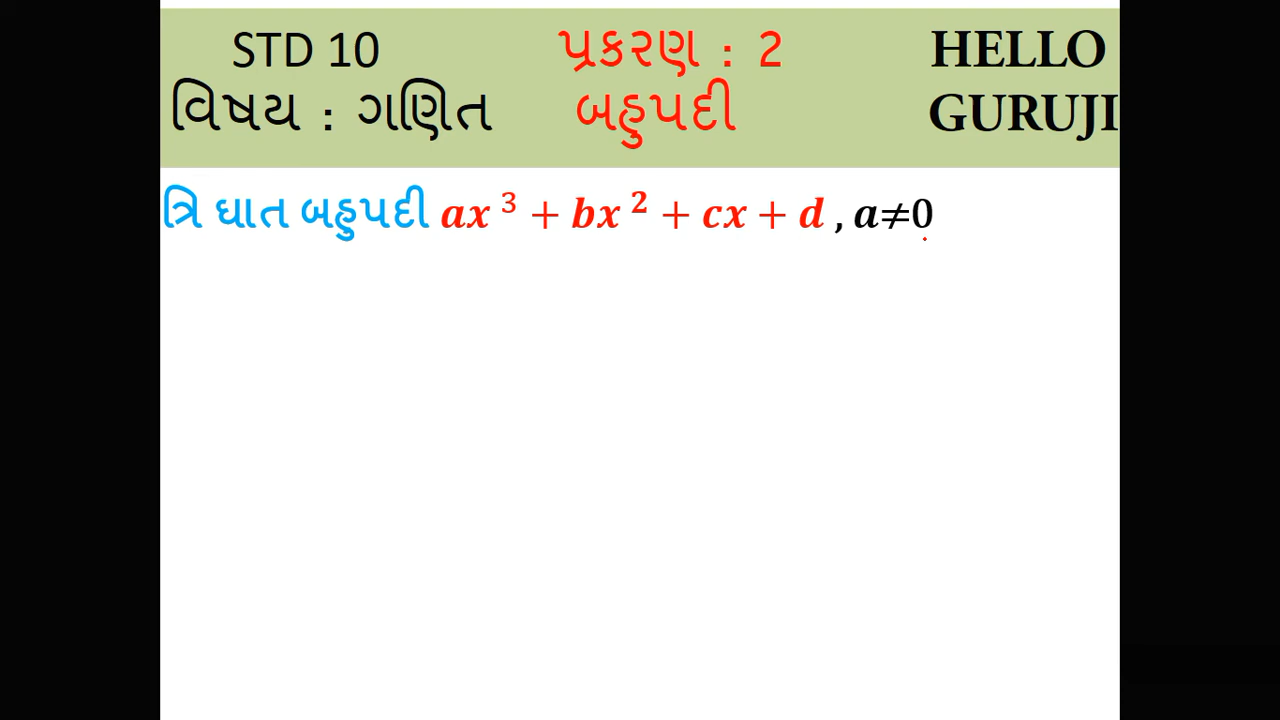 STD 10 પ્રકરણ : 2 HELLO
વિષય : ગણિત બહુપદી GURUJI
ત્રિ ઘાત બહુપદી ax³ + bx² + cx + d , a≠0